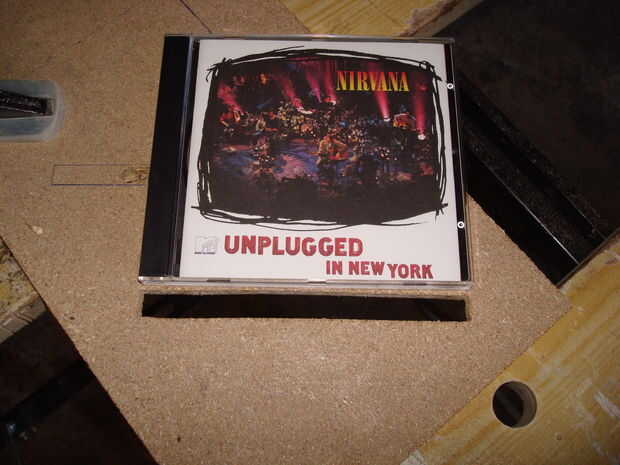 NIRVANA
MTV
UNPLUGGED
IN NEW YORK